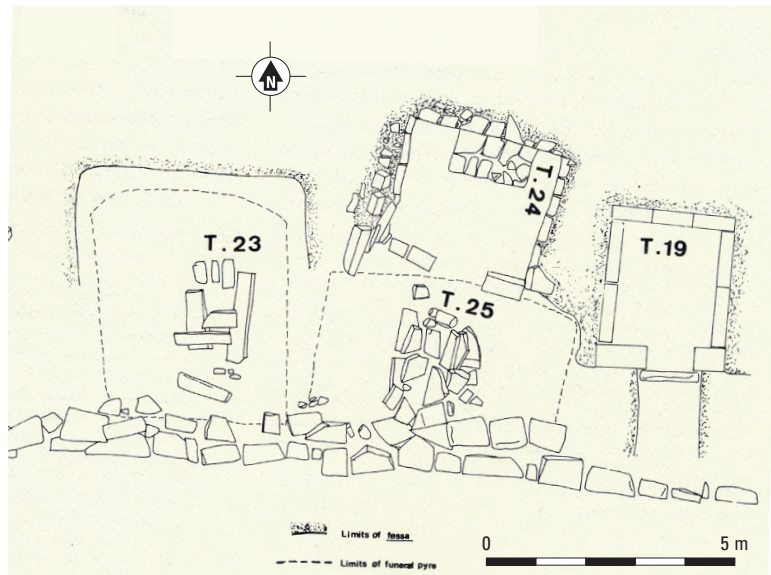 N
T.24
T.23
T.19
T.25
Limits of fossa
Limits of funeral pyre
0 5 m